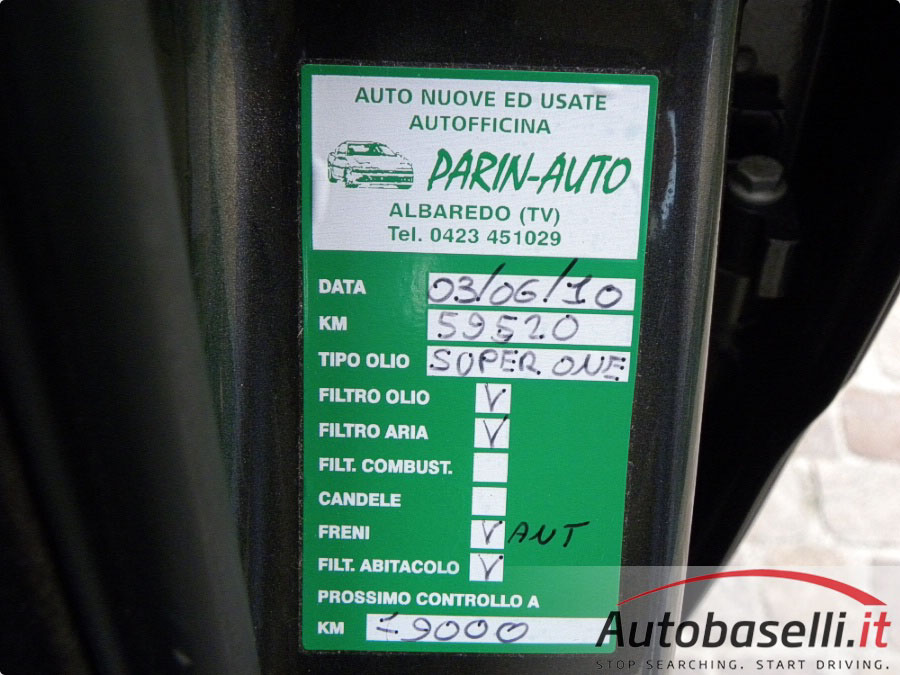 AUTO NUOVE ED USATE
AUTOFFICINA
PARIN-AUTO
ALBAREDO (TV)
Tel. 0423 451029
DATA 03/06/10
KM 59520
TIPO OLIO SUPER ONE
FILTRO OLIO V
FILTRO ARIA V
FILT. COMBUST.
CANDELE
FRENI V ANT
FILT. ABITACOLO V
PROSSIMO CONTROLLO A
KM 9000
Autobaselli.it
STOP SEARCHING. START DRIVING.